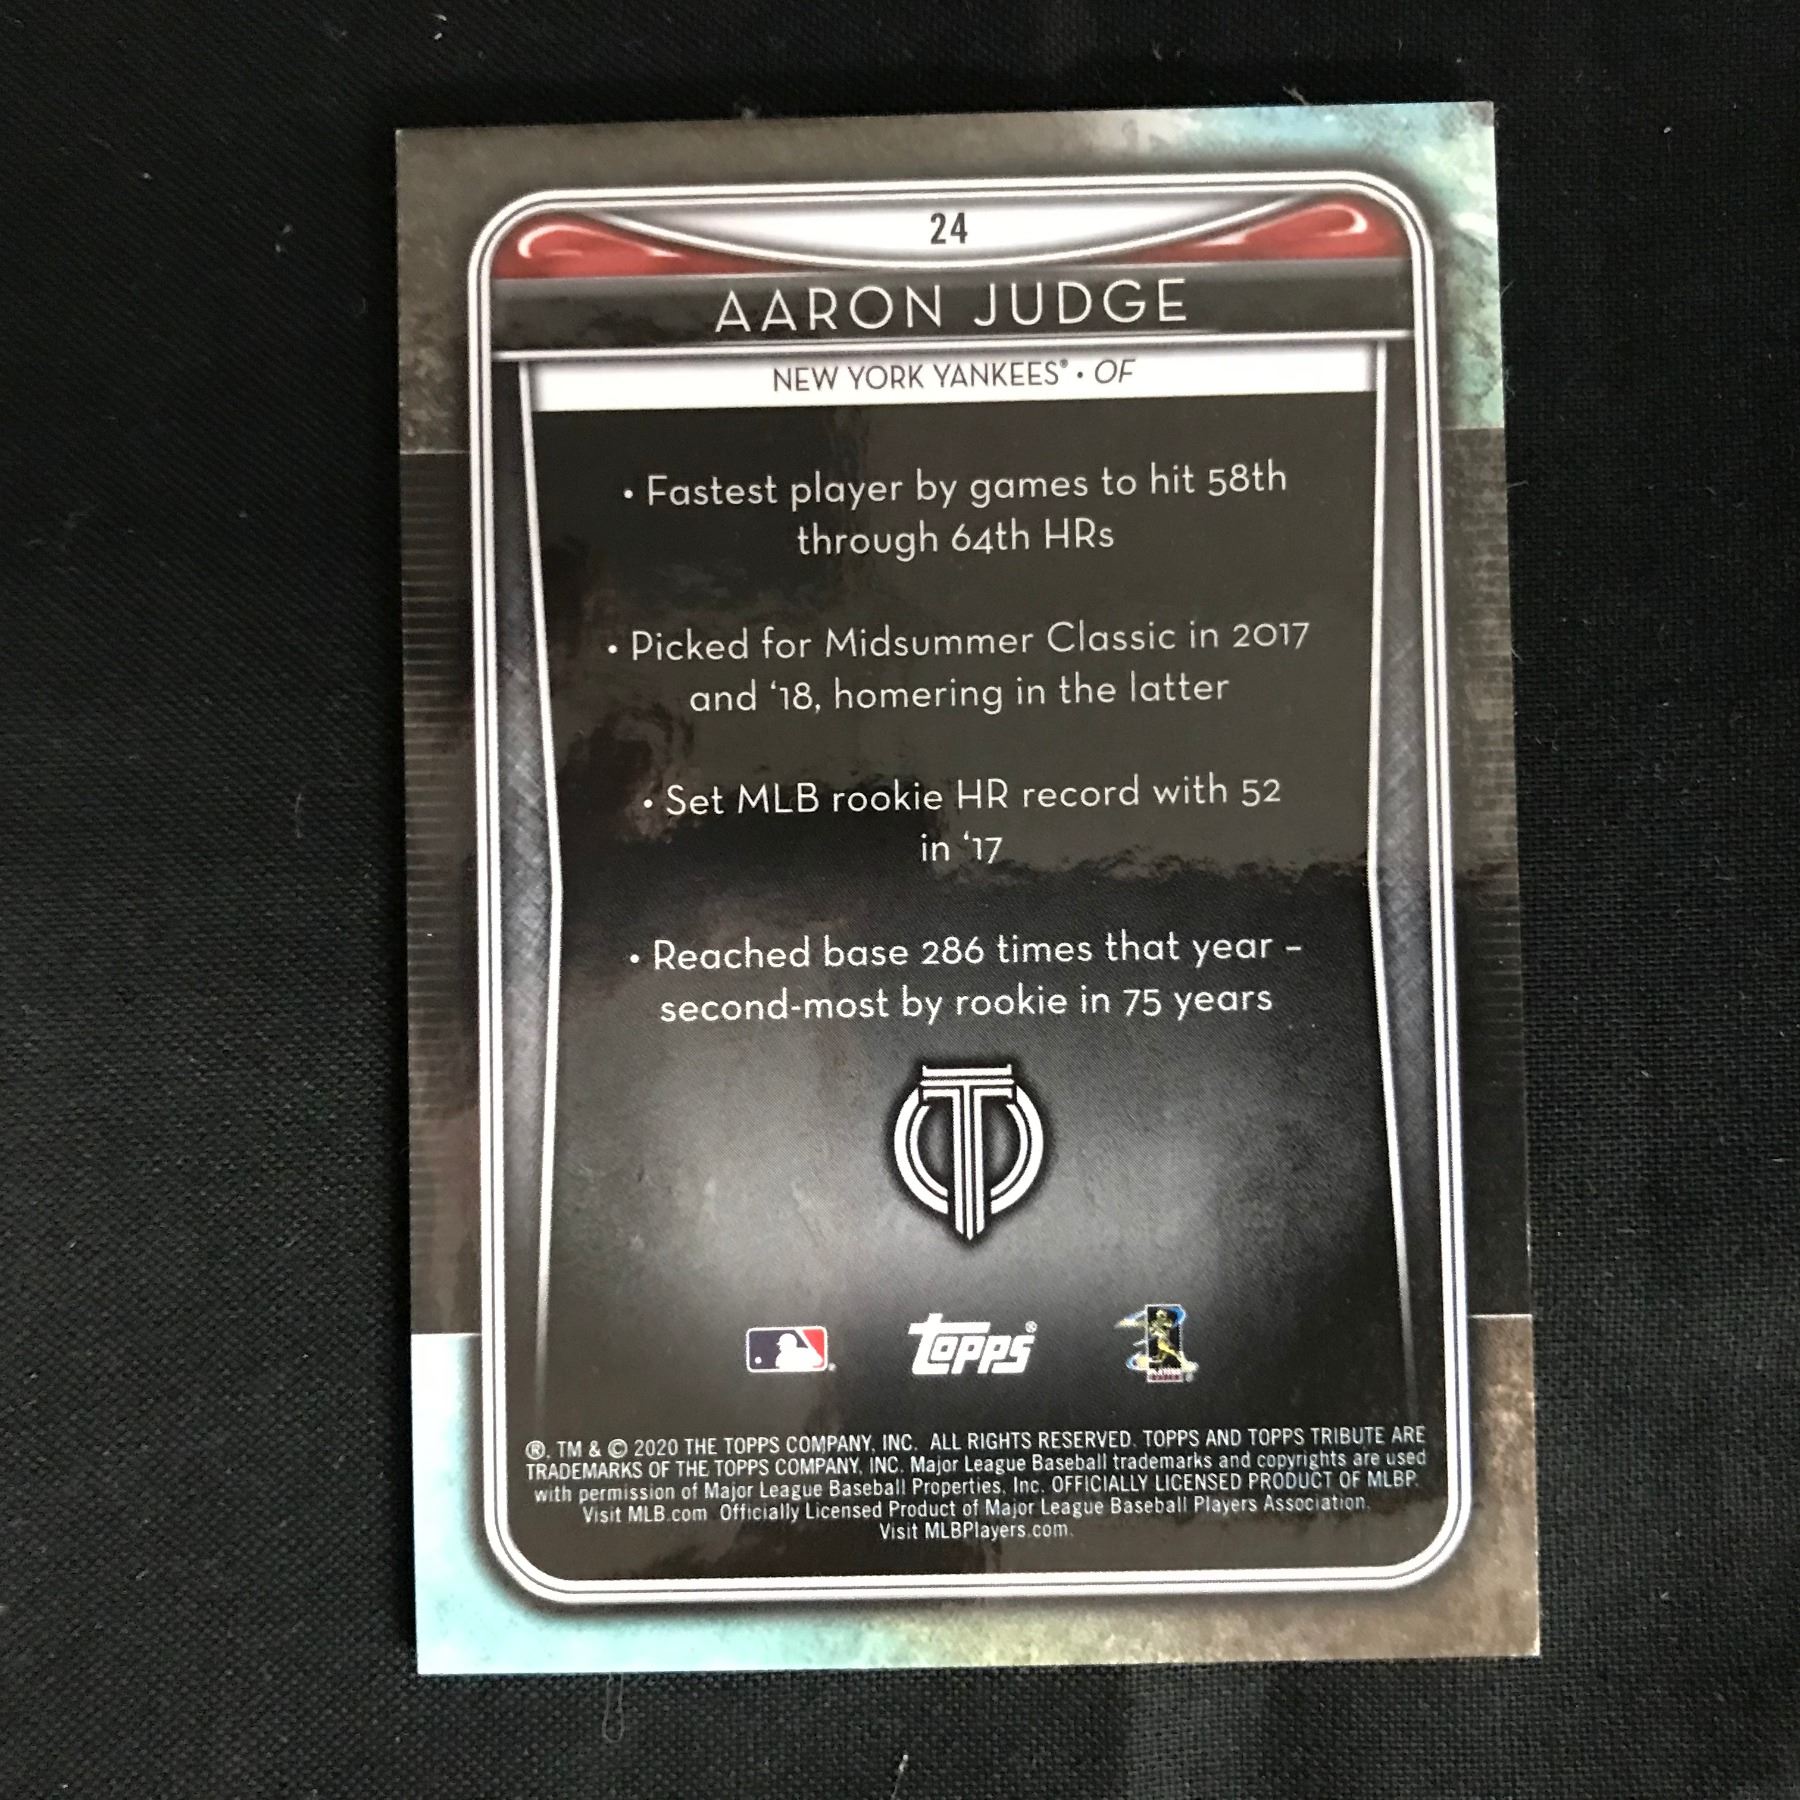 24
AARON JUDGE
NEW YORK YANKEES® • OF
• Fastest player by games to hit 58th
through 64th HRs
• Picked for Midsummer Classic in 2017
and ‘18, homering in the latter
• Set MLB rookie HR record with 52
in ‘17
• Reached base 286 times that year –
second-most by rookie in 75 years
T
topps®
®, TM & © 2020 THE TOPPS COMPANY, INC. ALL RIGHTS RESERVED. TOPPS AND TOPPS TRIBUTE ARE
TRADEMARKS OF THE TOPPS COMPANY, INC. Major League Baseball trademarks and copyrights are used
with permission of Major League Baseball Properties, Inc. OFFICIALLY LICENSED PRODUCT OF MLBP.
Visit MLB.com Officially Licensed Product of Major League Baseball Players Association.
Visit MLBPlayers.com.